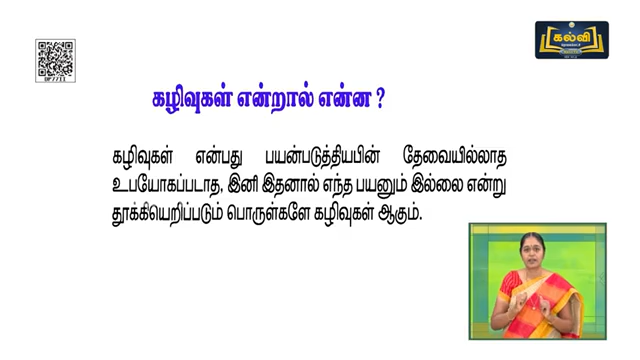 DP7711
கல்வி
கழிவுகள் என்றால் என்ன ?
கழிவுகள் என்பது பயன்படுத்தியபின் தேவையில்லாத
உபயோகப்படாத, இனி இதனால் எந்த பயனும் இல்லை என்று
தூக்கியெறிப்படும் பொருள்களே கழிவுகள் ஆகும்.